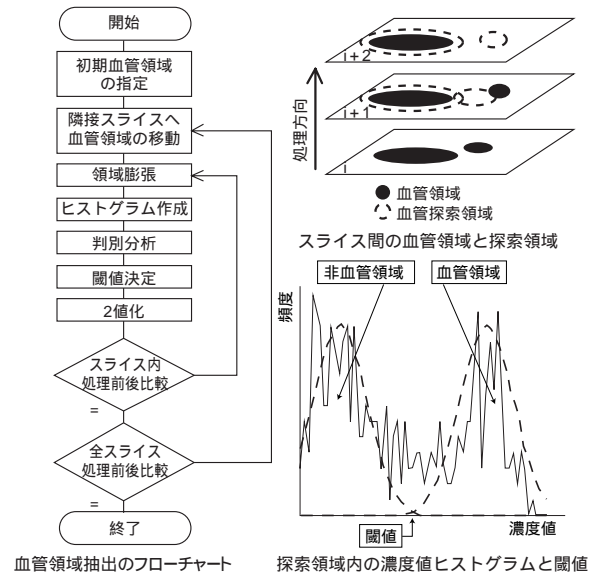 開始
初期血管領域
の指定
隣接スライスへ
血管領域の移動
領域膨張
ヒストグラム作成
判別分析
閾値決定
2値化
スライス内
処理前後比較
=
全スライス
処理前後比較
=
終了
血管領域抽出のフローチャート
i+2
i+1
i
処理方向
血管領域
血管探索領域
スライス間の血管領域と探索領域
非血管領域
血管領域
頻度
閾値
濃度値
探索領域内の濃度値ヒストグラムと閾値